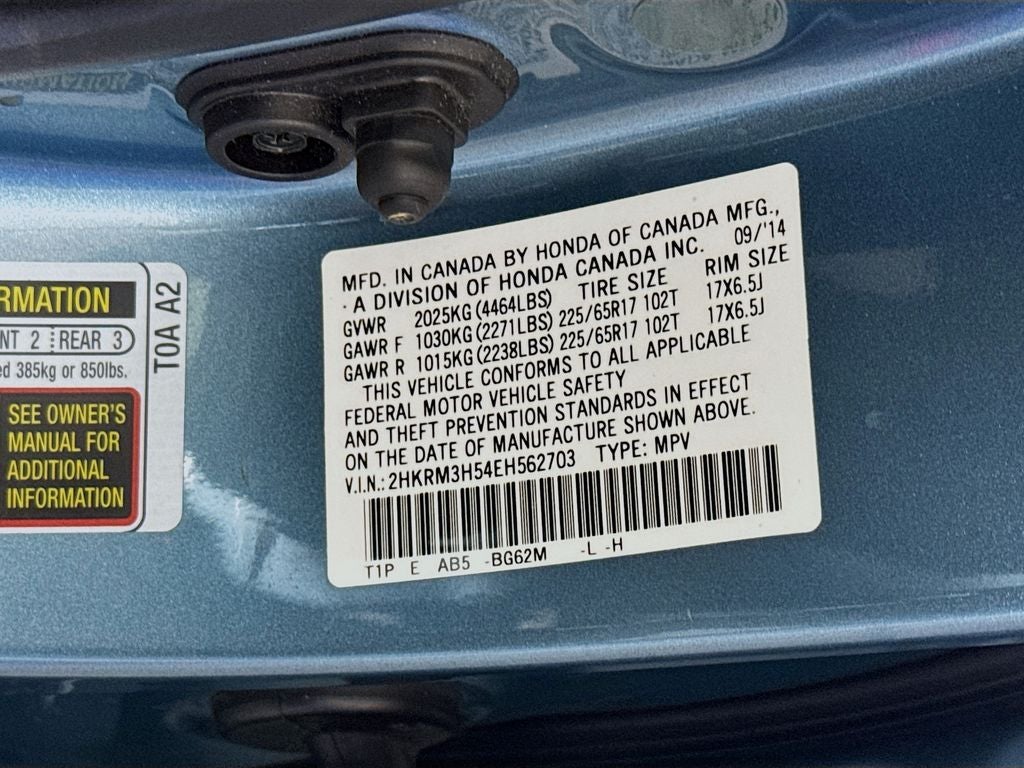 RMATION
NT 2 REAR 3
ed 385kg or 850lbs.
SEE OWNER'S
MANUAL FOR
ADDITIONAL
INFORMATION
T0A A2
MFD. IN CANADA BY HONDA OF CANADA MFG.,
. A DIVISION OF HONDA CANADA INC. 09/'14
GVWR 2025KG (4464LBS) TIRE SIZE RIM SIZE
GAWR F 1030KG (2271LBS) 225/65R17 102T 17X6.5J
GAWR R 1015KG (2238LBS) 225/65R17 102T 17X6.5J
THIS VEHICLE CONFORMS TO ALL APPLICABLE
FEDERAL MOTOR VEHICLE SAFETY
AND THEFT PREVENTION STANDARDS IN EFFECT
ON THE DATE OF MANUFACTURE SHOWN ABOVE.
V.I.N.: 2HKRM3H54EH562703 TYPE: MPV
T1P E AB5 -BG62M -L -H